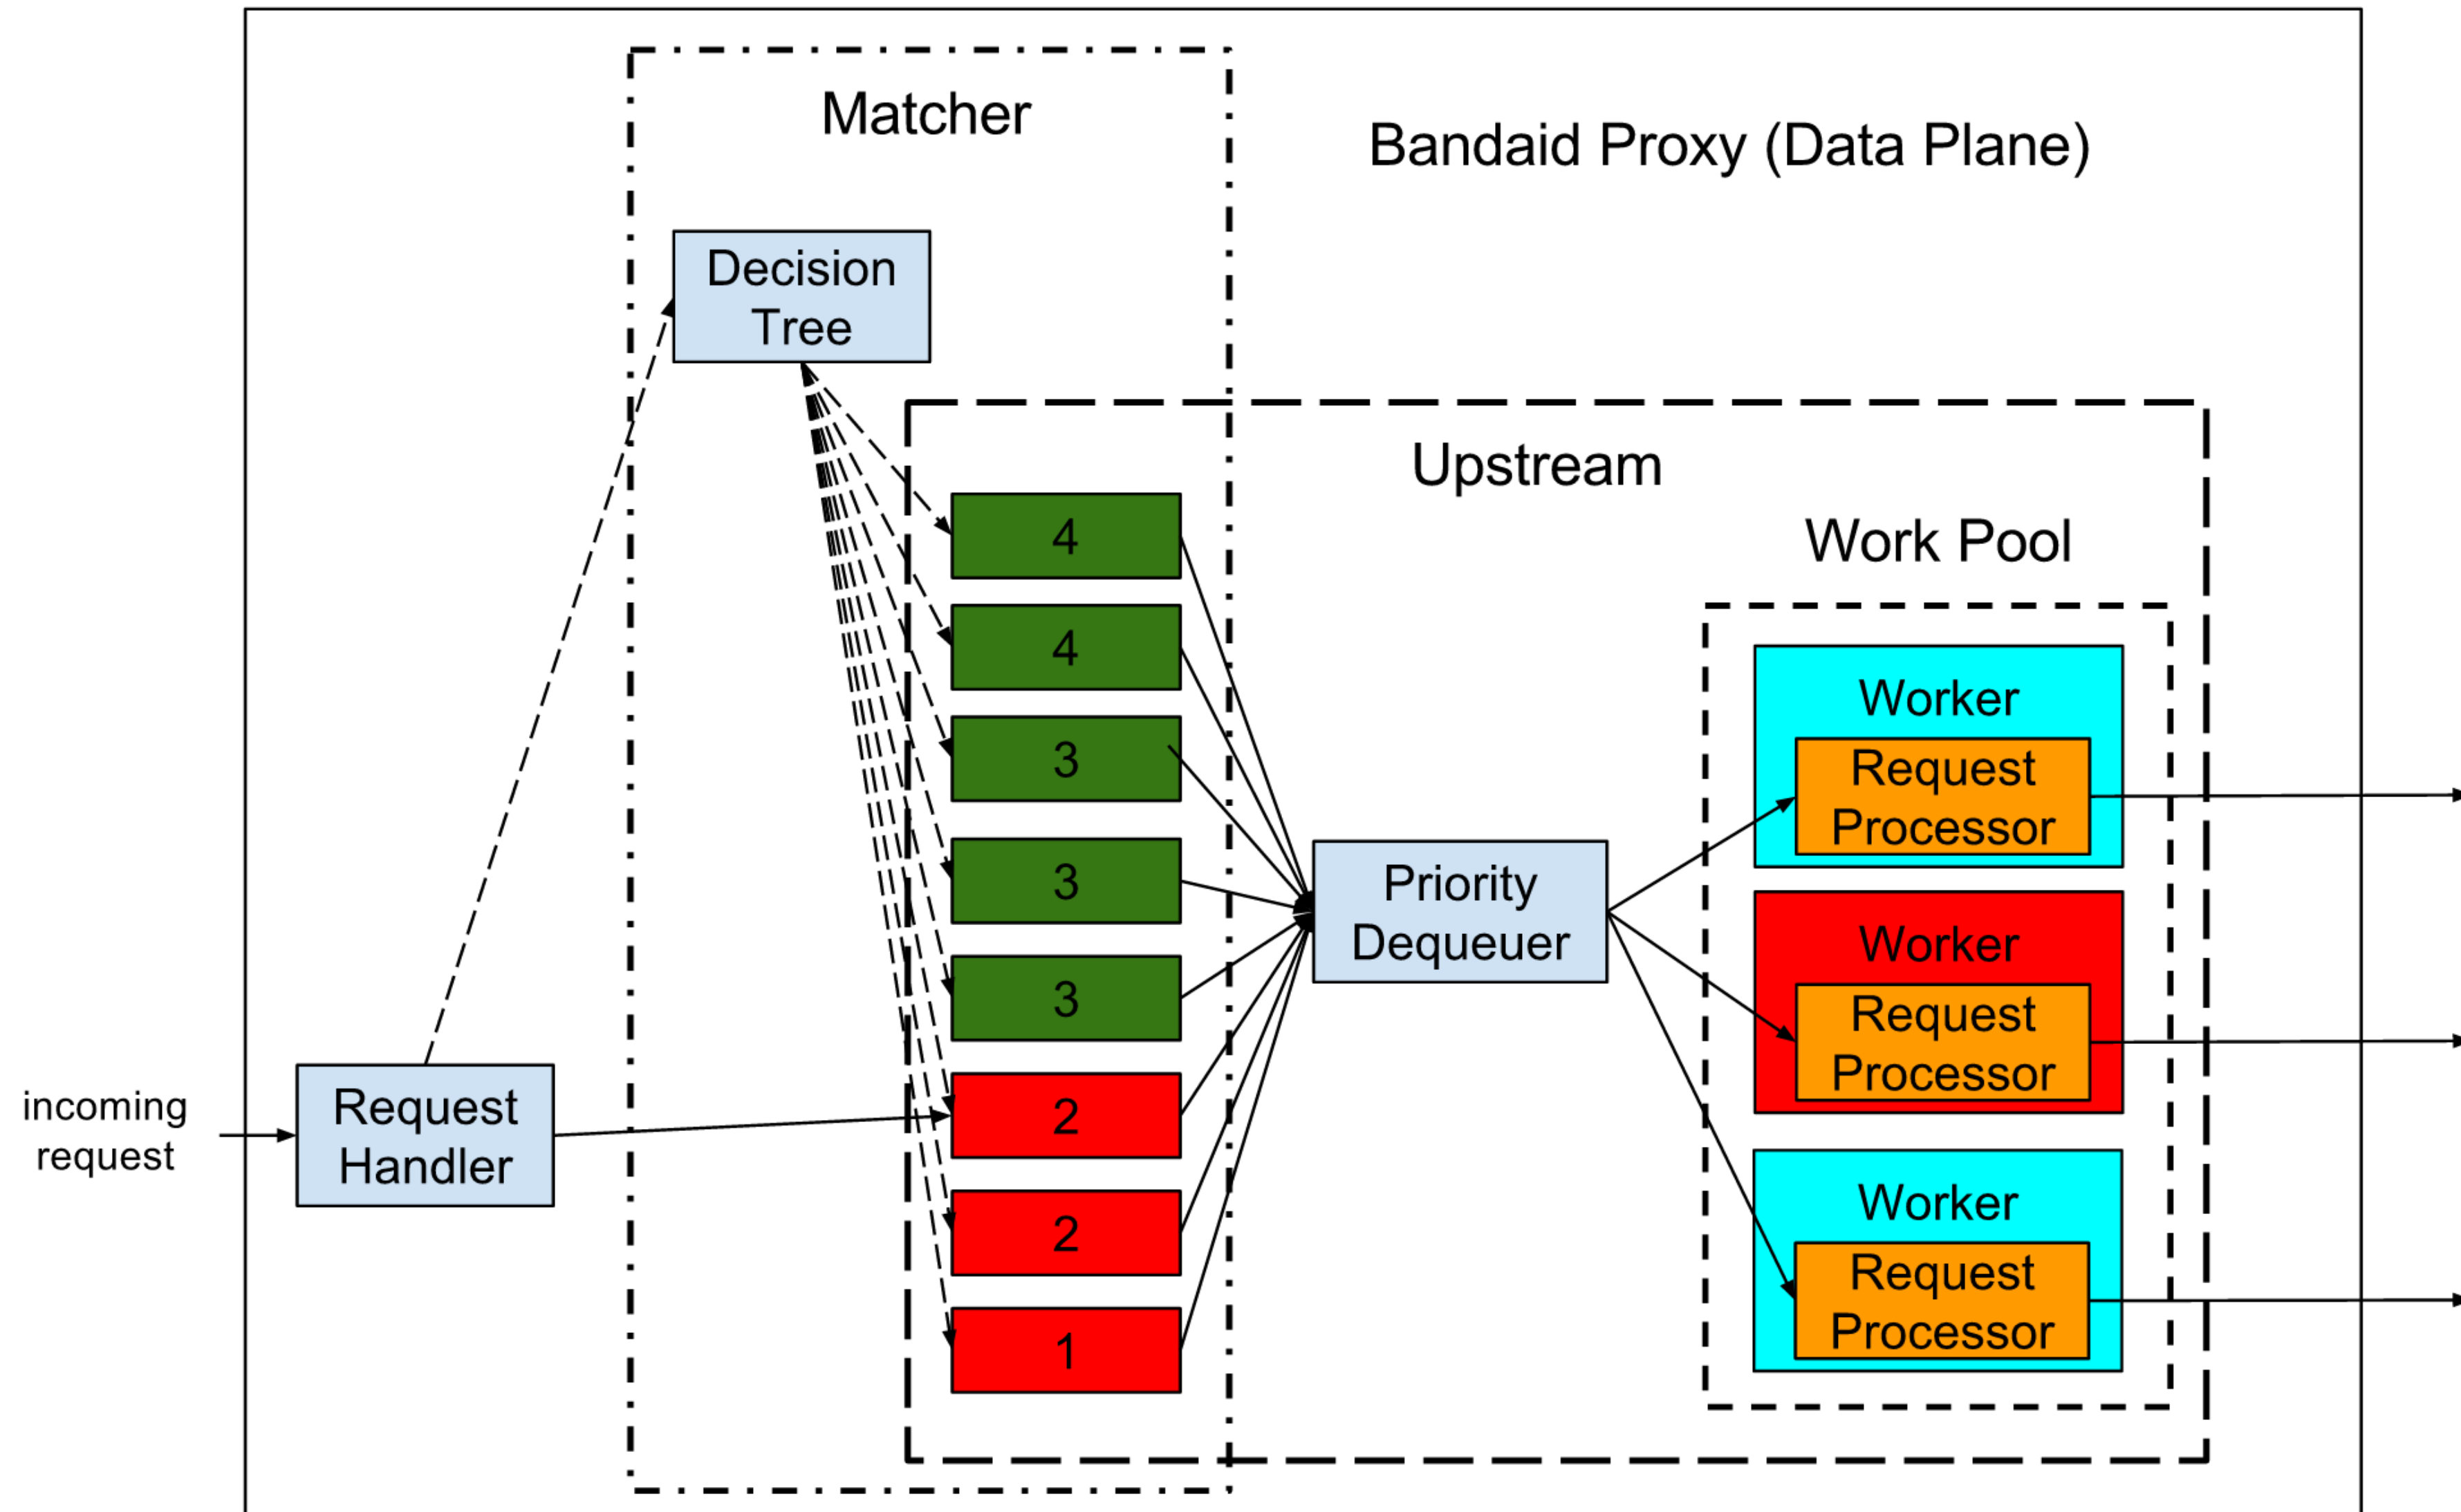 Matcher
Bandaid Proxy (Data Plane)
Decision
Tree
Upstream
Work Pool
4
4
3
3
3
2
2
1
incoming
request
Request
Handler
Priority
Dequeuer
Worker
Request
Processor
Worker
Request
Processor
Worker
Request
Processor